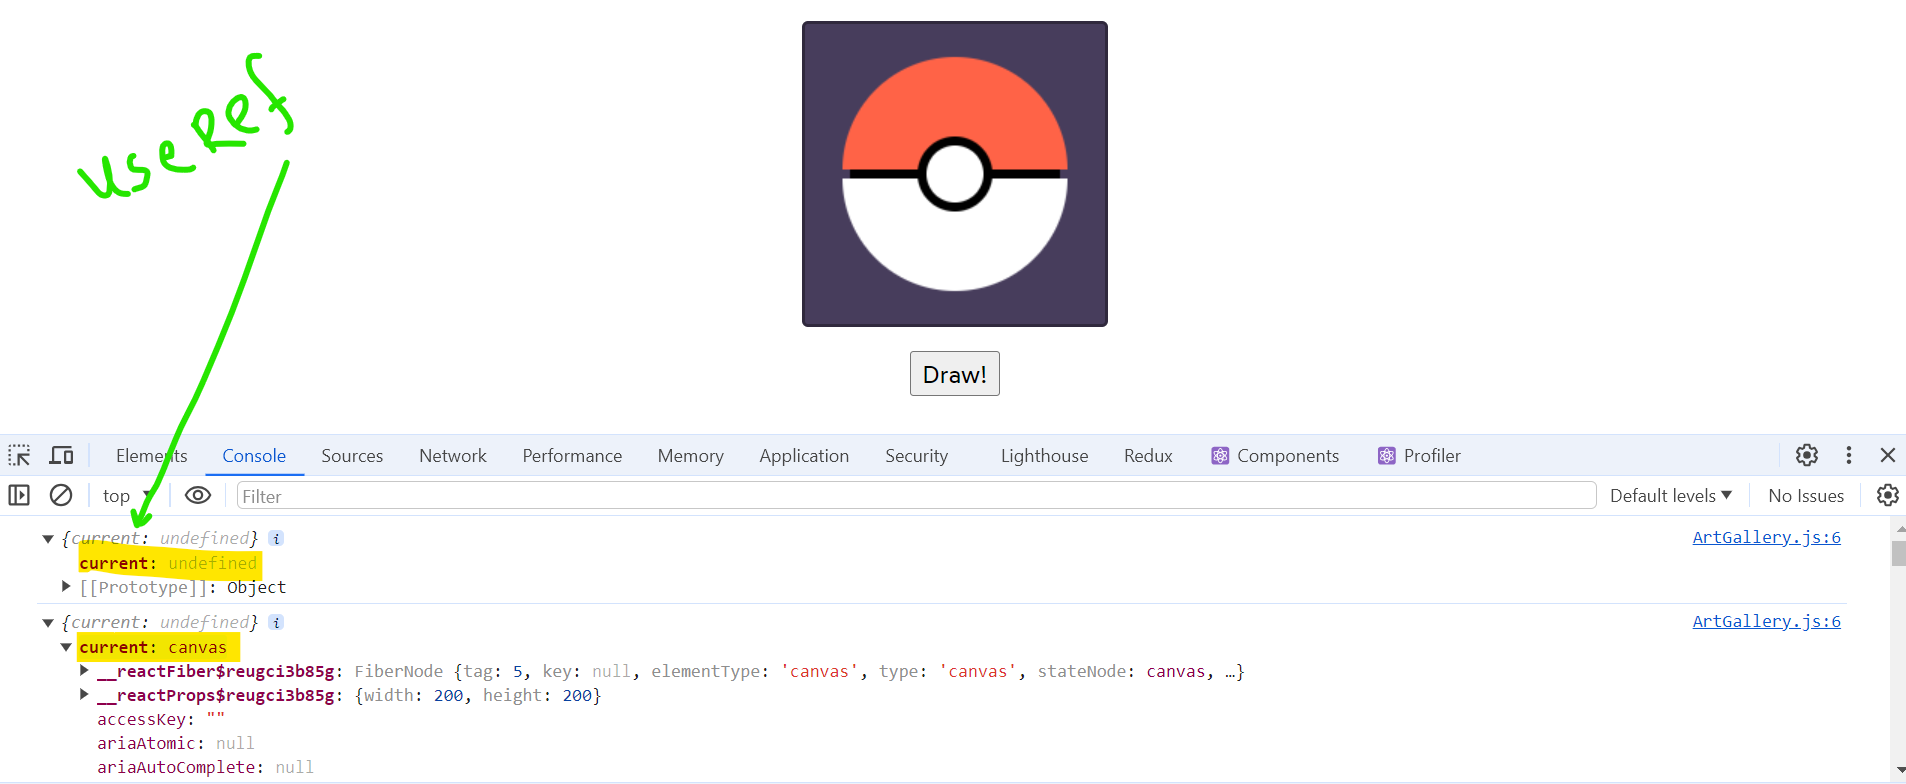 useRef
Draw!
Elements Console Sources Network Performance Memory Application Security Lighthouse Redux Components Profiler
top Filter Default levels No Issues
{current: undefined} i ArtGallery.js:6
current: undefined
[[Prototype]]: Object
{current: undefined} i ArtGallery.js:6
current: canvas
__reactFiber$reugci3b85g: FiberNode {tag: 5, key: null, elementType: 'canvas', type: 'canvas', stateNode: canvas, …}
__reactProps$reugci3b85g: {width: 200, height: 200}
accessKey: ""
ariaAtomic: null
ariaAutoComplete: null